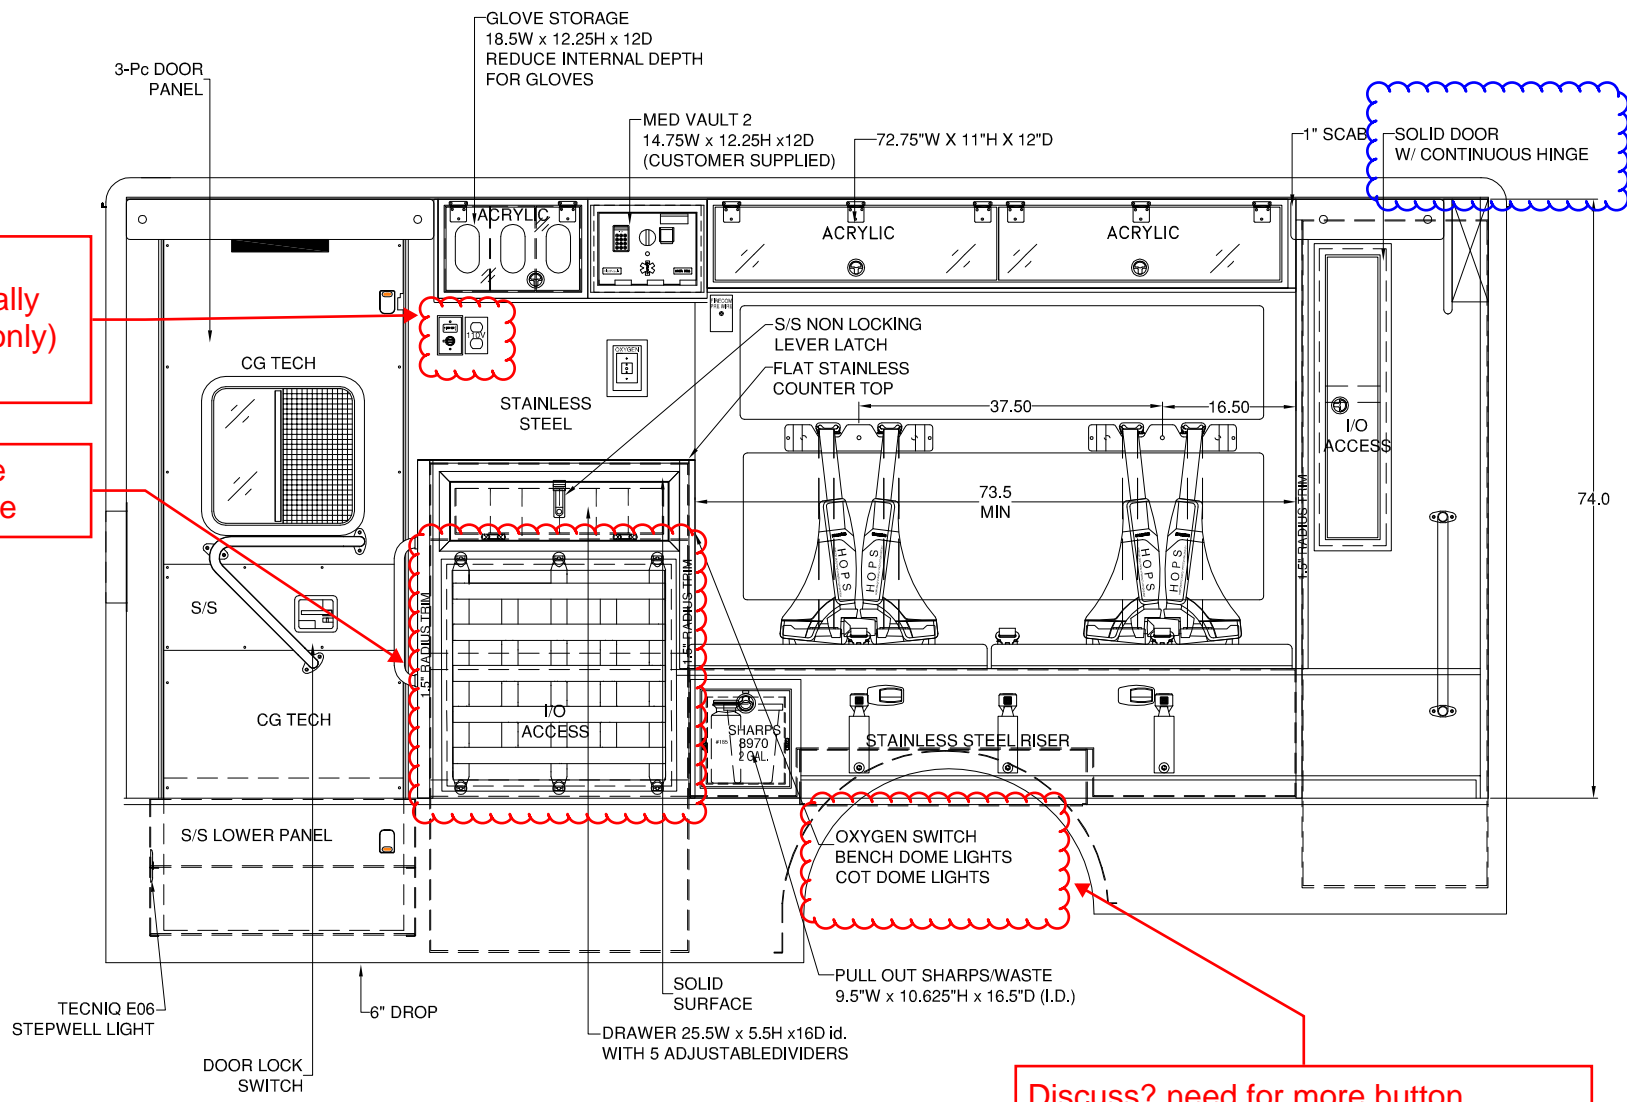 GLOVE STORAGE
18.5W x 12.25H x 12D
REDUCE INTERNAL DEPTH
FOR GLOVES
3-Pc DOOR
PANEL
MED VAULT 2
14.75W x 12.25H x12D
(CUSTOMER SUPPLIED)
72.75"W X 11"H X 12"D
1" SCAB
SOLID DOOR
W/ CONTINUOUS HINGE
ACRYLIC
ACRYLIC
ACRYLIC
ally
only)
110V
OXYGEN
S/S NON LOCKING
LEVER LATCH
FLAT STAINLESS
COUNTER TOP
CG TECH
STAINLESS
STEEL
37.50
16.50
I/O
ACCESS
e
e
73.5
MIN
74.0
1.5" RADIUS TRIM
HOPS
HOPS
HOPS
HOPS
S/S
1.5" RADIUS TRIM
1.5" RADIUS TRIM
CG TECH
I/O
ACCESS
SHARPS
8970
2 GAL.
STAINLESS STEEL RISER
S/S LOWER PANEL
OXYGEN SWITCH
BENCH DOME LIGHTS
COT DOME LIGHTS
PULL OUT SHARPS/WASTE
9.5"W x 10.625"H x 16.5"D (I.D.)
SOLID
SURFACE
TECNIQ E06
STEPWELL LIGHT
6" DROP
DRAWER 25.5W x 5.5H x16D id.
WITH 5 ADJUSTABLEDIVIDERS
DOOR LOCK
SWITCH
Discuss? need for more button